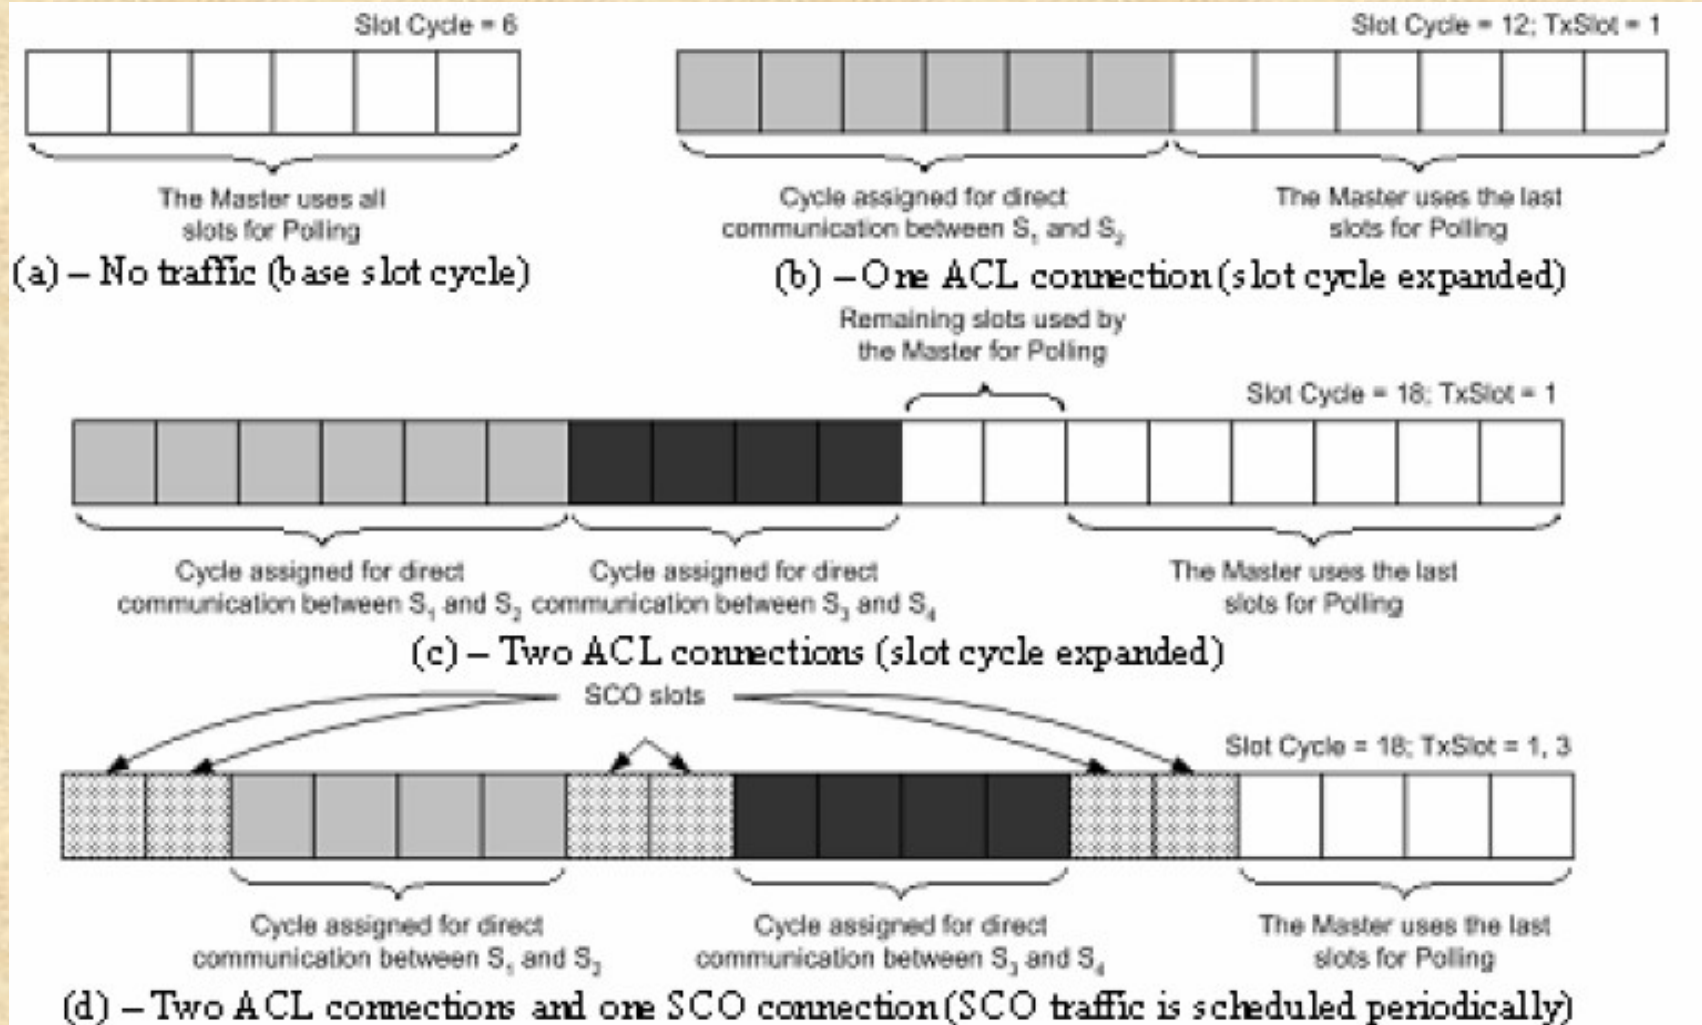 Slot Cycle = 6
The Master uses all
slots for Polling
(a) – No traffic (base slot cycle)
Slot Cycle = 12; TxSlot = 1
Cycle assigned for direct
communication between S₁ and S₂
The Master uses the last
slots for Polling
(b) – One ACL connection (slot cycle expanded)
Remaining slots used by
the Master for Polling
Slot Cycle = 18; TxSlot = 1
Cycle assigned for direct
communication between S₁ and S₂
Cycle assigned for direct
communication between S₃ and S₄
The Master uses the last
slots for Polling
(c) – Two ACL connections (slot cycle expanded)
SCO slots
Slot Cycle = 18; TxSlot = 1, 3
Cycle assigned for direct
communication between S₁ and S₂
Cycle assigned for direct
communication between S₃ and S₄
The Master uses the last
slots for Polling
(d) – Two ACL connections and one SCO connection (SCO traffic is scheduled periodically)